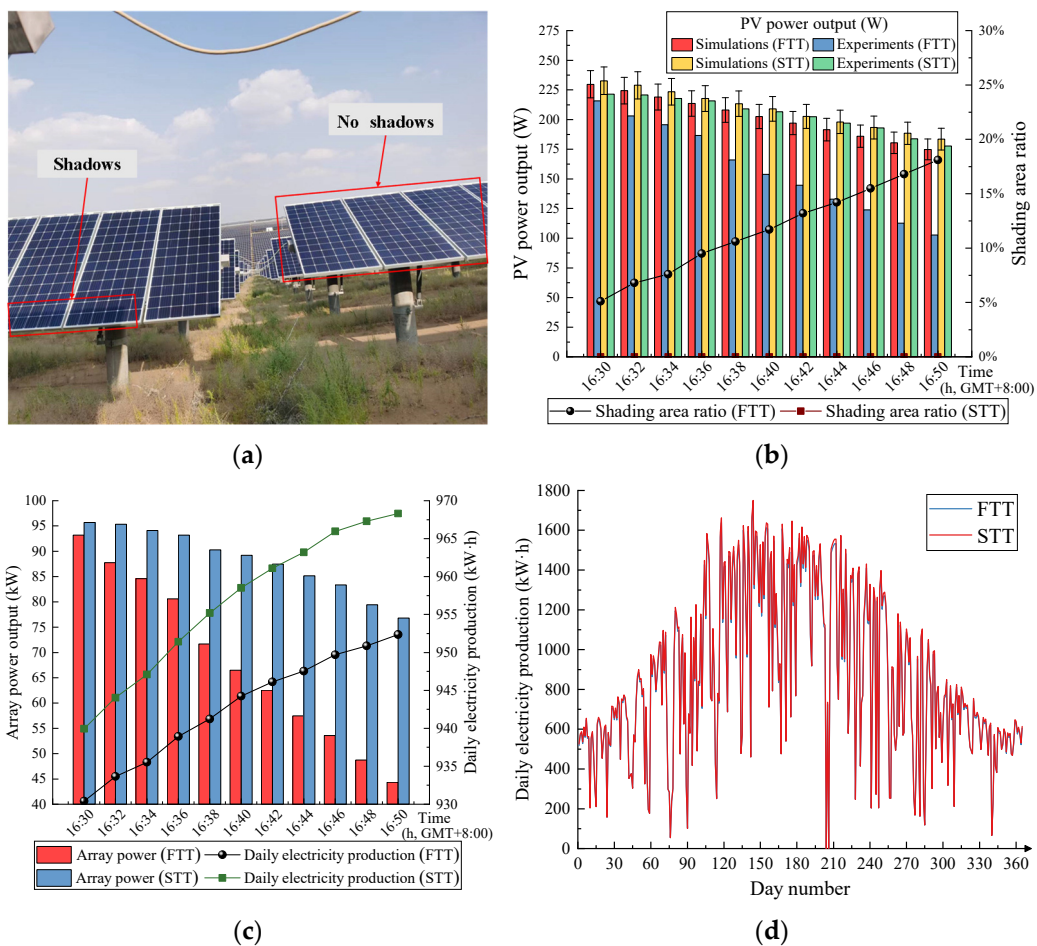 No shadows
Shadows
(a)
PV power output (W)
Simulations (FTT) Experiments (FTT)
Simulations (STT) Experiments (STT)
275
250
225
200
175
150
125
100
75
50
25
0
PV power output (W)
30%
25%
20%
15%
10%
5%
0%
Shading area ratio
16:30 16:32 16:34 16:36 16:38 16:40 16:42 16:44 16:46 16:48 16:50
Time
(h, GMT+8:00)
Shading area ratio (FTT) Shading area ratio (STT)
(b)
100
95
90
85
80
75
70
65
60
55
50
45
40
Array power output (kW)
970
965
960
955
950
945
940
935
930
Daily electricity production (kW·h)
16:30 16:32 16:34 16:36 16:38 16:40 16:42 16:44 16:46 16:48 16:50
Time
(h, GMT+8:00)
Array power (FTT) Daily electricity production (FTT)
Array power (STT) Daily electricity production (STT)
(c)
1800
1600
1400
1200
1000
800
600
400
200
0
Daily electricity production (kW·h)
FTT
STT
0 30 60 90 120 150 180 210 240 270 300 330 360
Day number
(d)